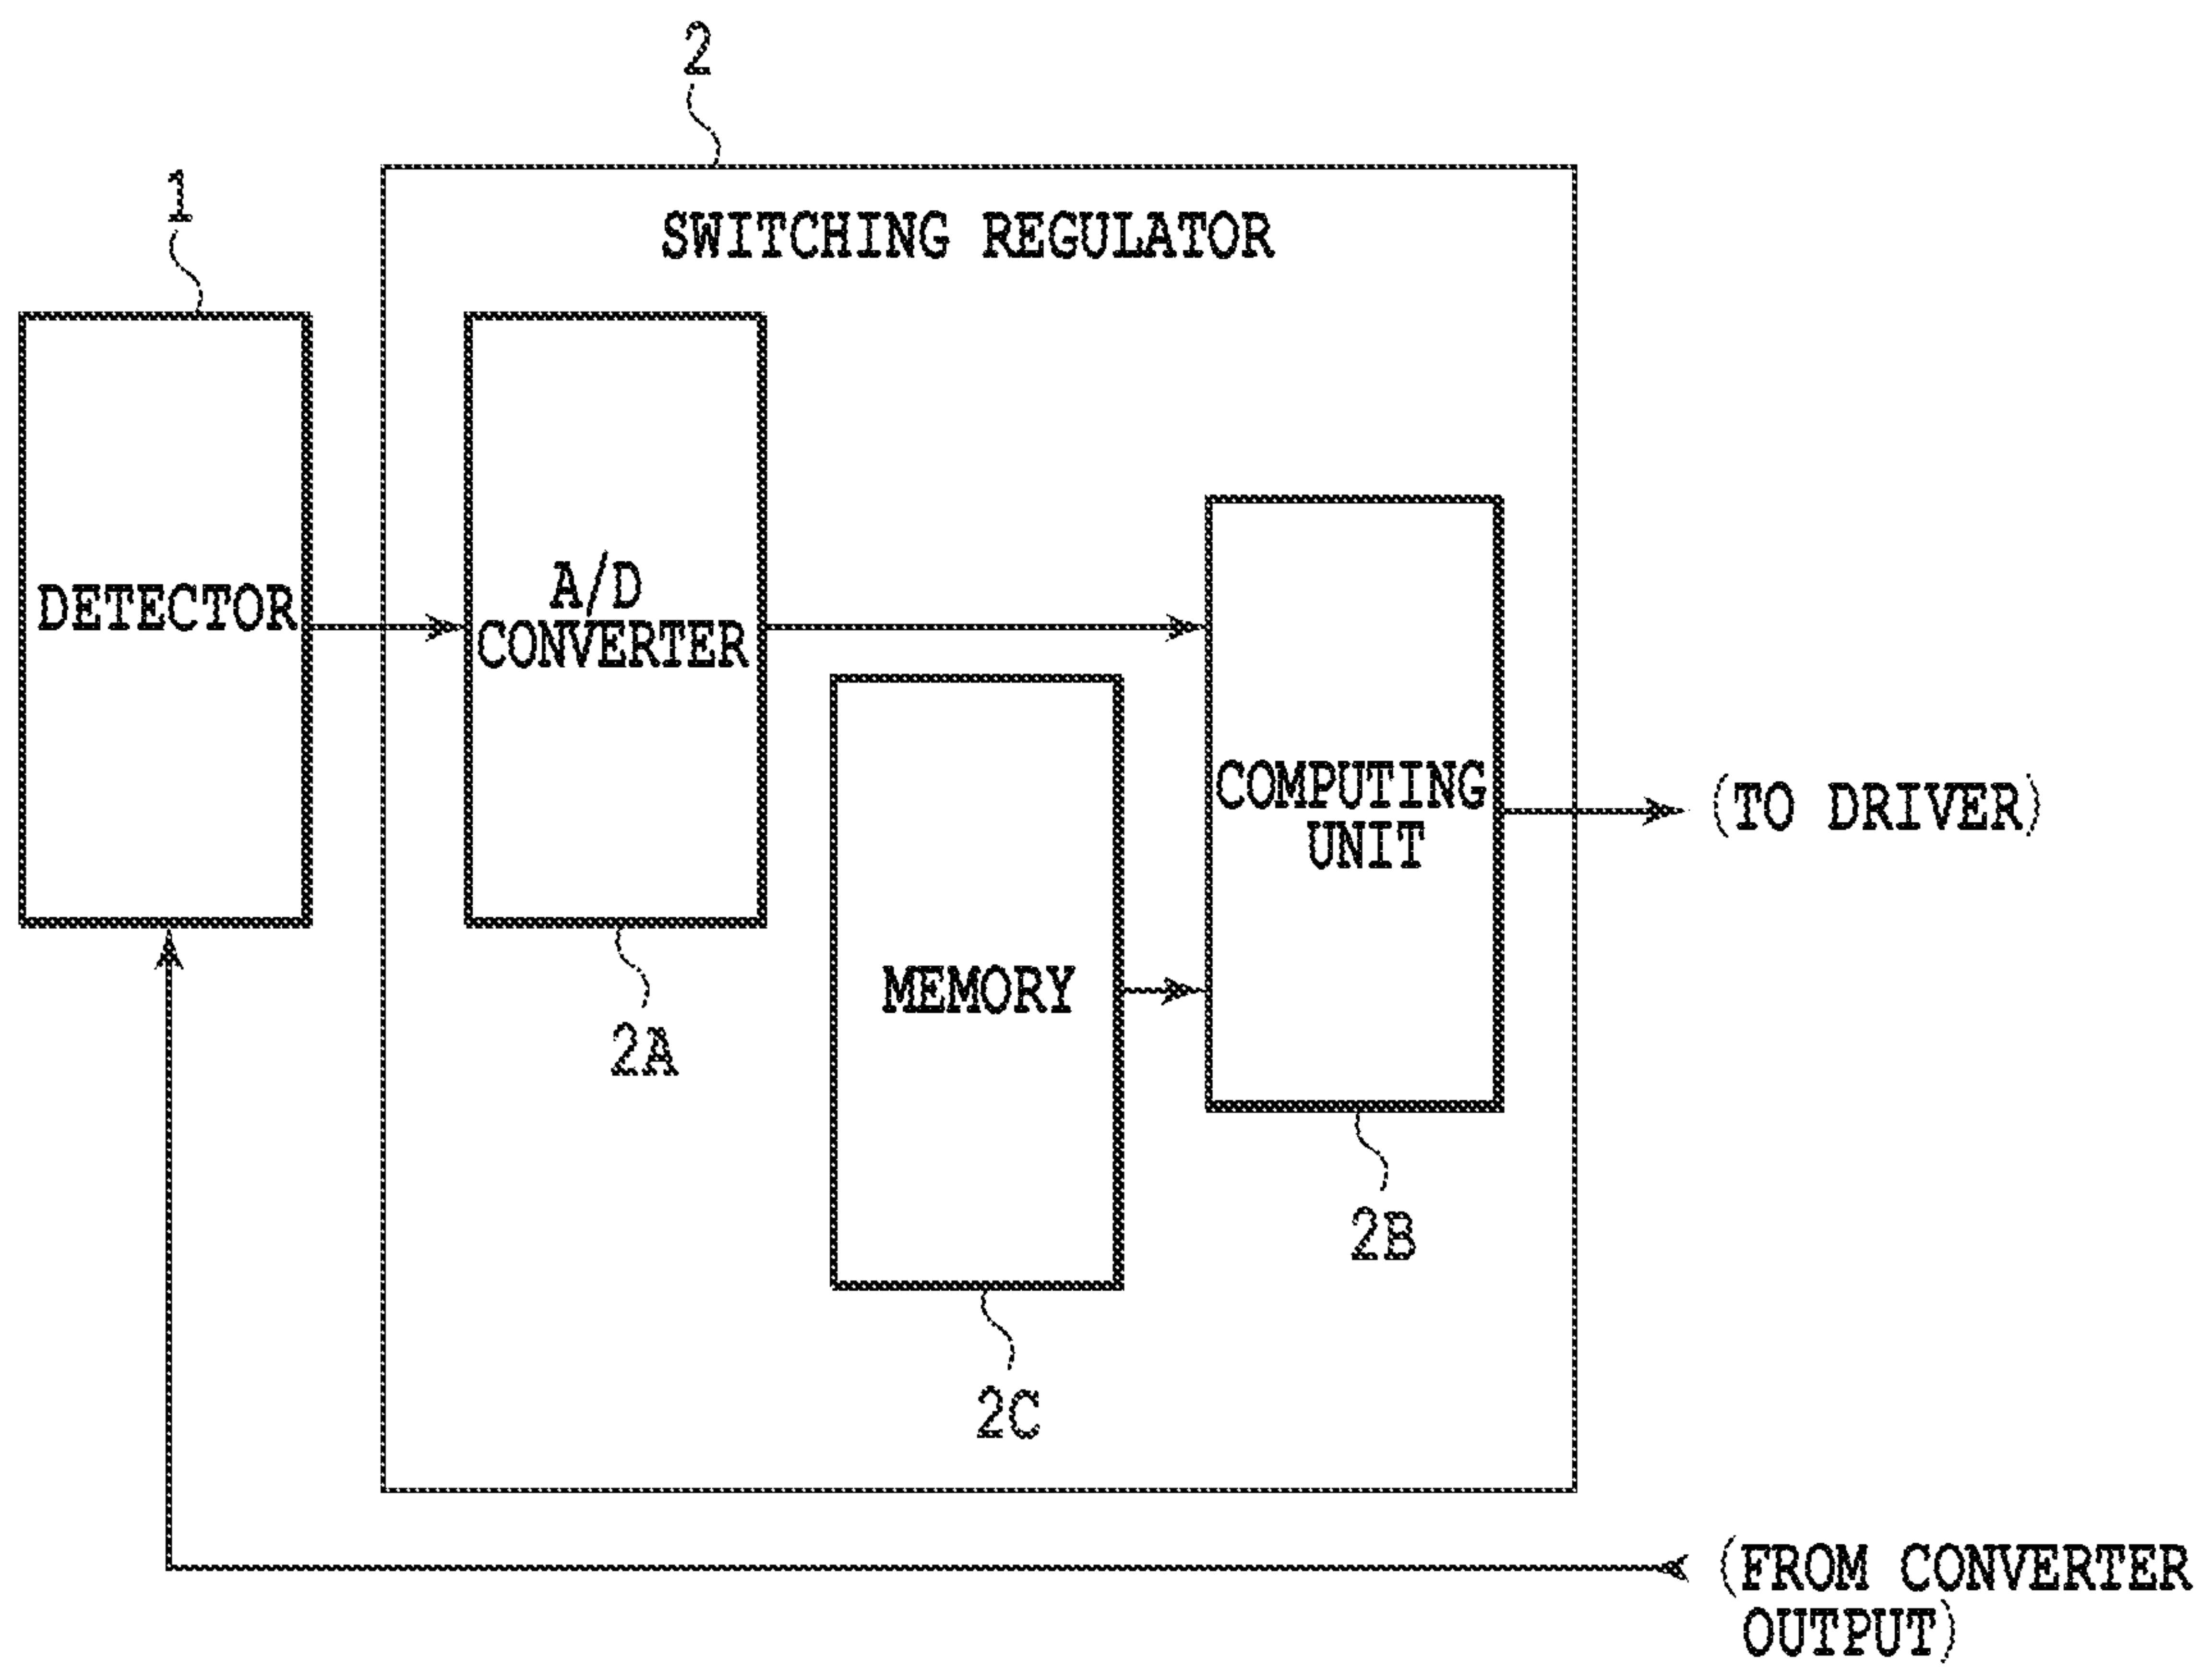 2
1
SWITCHING REGULATOR
DETECTOR
A/D
CONVERTER
COMPUTING
UNIT
(TO DRIVER)
MEMORY
2A
2B
2C
(FROM CONVERTER
OUTPUT)